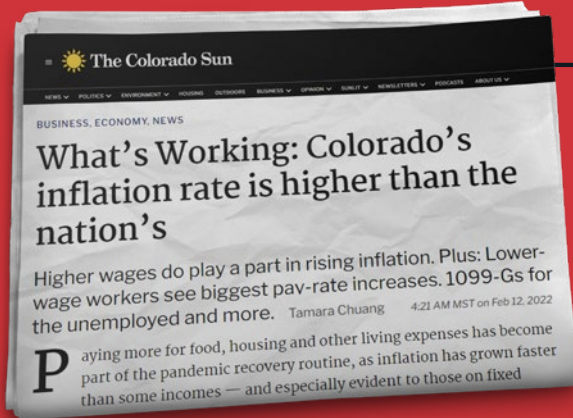 The Colorado Sun
NEWS POLITICS ENVIRONMENT HOUSING OUTDOORS BUSINESS OPINION SUNLIT NEWSLETTERS PODCASTS ABOUT US
BUSINESS, ECONOMY, NEWS
What’s Working: Colorado’s
inflation rate is higher than the
nation’s
Higher wages do play a part in rising inflation. Plus: Lower-
wage workers see biggest pay-rate increases. 1099-Gs for
the unemployed and more. Tamara Chuang 4:21 AM MST on Feb 12, 2022
Paying more for food, housing and other living expenses has become
part of the pandemic recovery routine, as inflation has grown faster
than some incomes — and especially evident to those on fixed